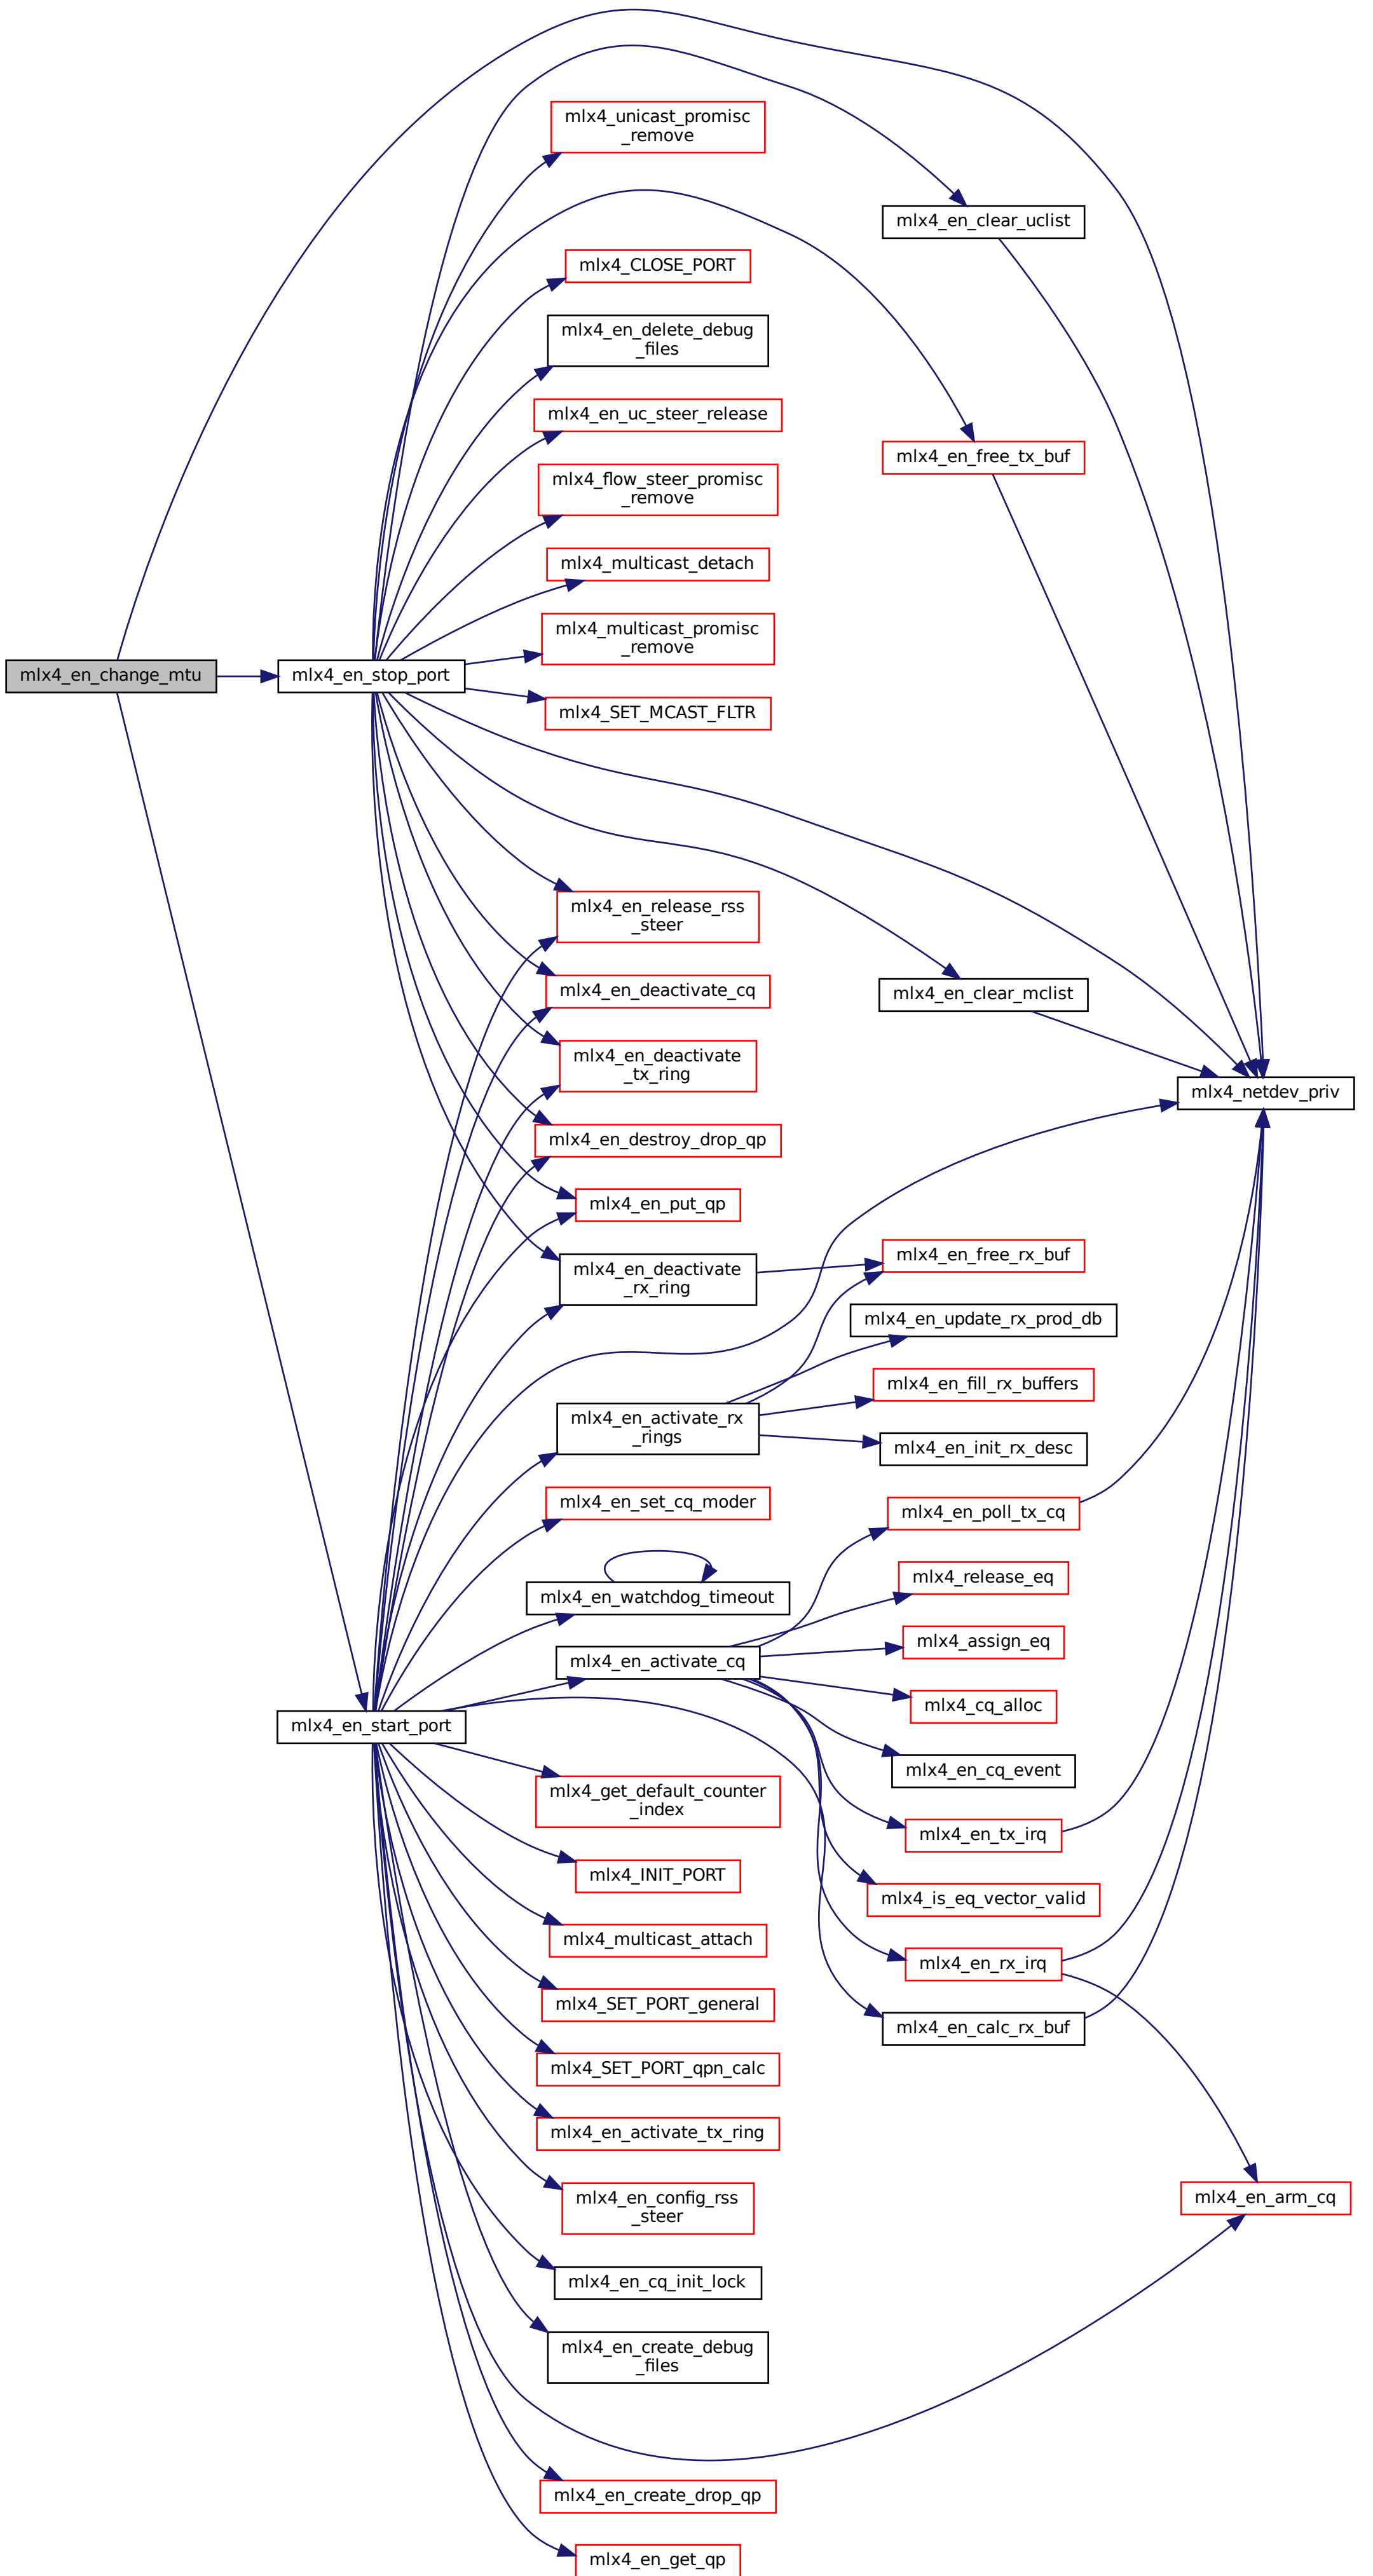 mlx4_unicast_promisc
_remove
mlx4_en_clear_uclist
mlx4_CLOSE_PORT
mlx4_en_delete_debug
_files
mlx4_en_uc_steer_release
mlx4_en_free_tx_buf
mlx4_flow_steer_promisc
_remove
mlx4_multicast_detach
mlx4_multicast_promisc
_remove
mlx4_en_change_mtu
mlx4_en_stop_port
mlx4_SET_MCAST_FLTR
mlx4_en_release_rss
_steer
mlx4_en_deactivate_cq
mlx4_en_clear_mclist
mlx4_en_deactivate
_tx_ring
mlx4_netdev_priv
mlx4_en_destroy_drop_qp
mlx4_en_put_qp
mlx4_en_deactivate
_rx_ring
mlx4_en_free_rx_buf
mlx4_en_update_rx_prod_db
mlx4_en_fill_rx_buffers
mlx4_en_activate_rx
_rings
mlx4_en_init_rx_desc
mlx4_en_set_cq_moder
mlx4_en_poll_tx_cq
mlx4_release_eq
mlx4_en_watchdog_timeout
mlx4_assign_eq
mlx4_en_activate_cq
mlx4_cq_alloc
mlx4_en_start_port
mlx4_en_cq_event
mlx4_get_default_counter
_index
mlx4_en_tx_irq
mlx4_INIT_PORT
mlx4_is_eq_vector_valid
mlx4_multicast_attach
mlx4_en_rx_irq
mlx4_SET_PORT_general
mlx4_en_calc_rx_buf
mlx4_SET_PORT_qpn_calc
mlx4_en_activate_tx_ring
mlx4_en_config_rss
_steer
mlx4_en_arm_cq
mlx4_en_cq_init_lock
mlx4_en_create_debug
_files
mlx4_en_create_drop_qp
mlx4_en_get_qp